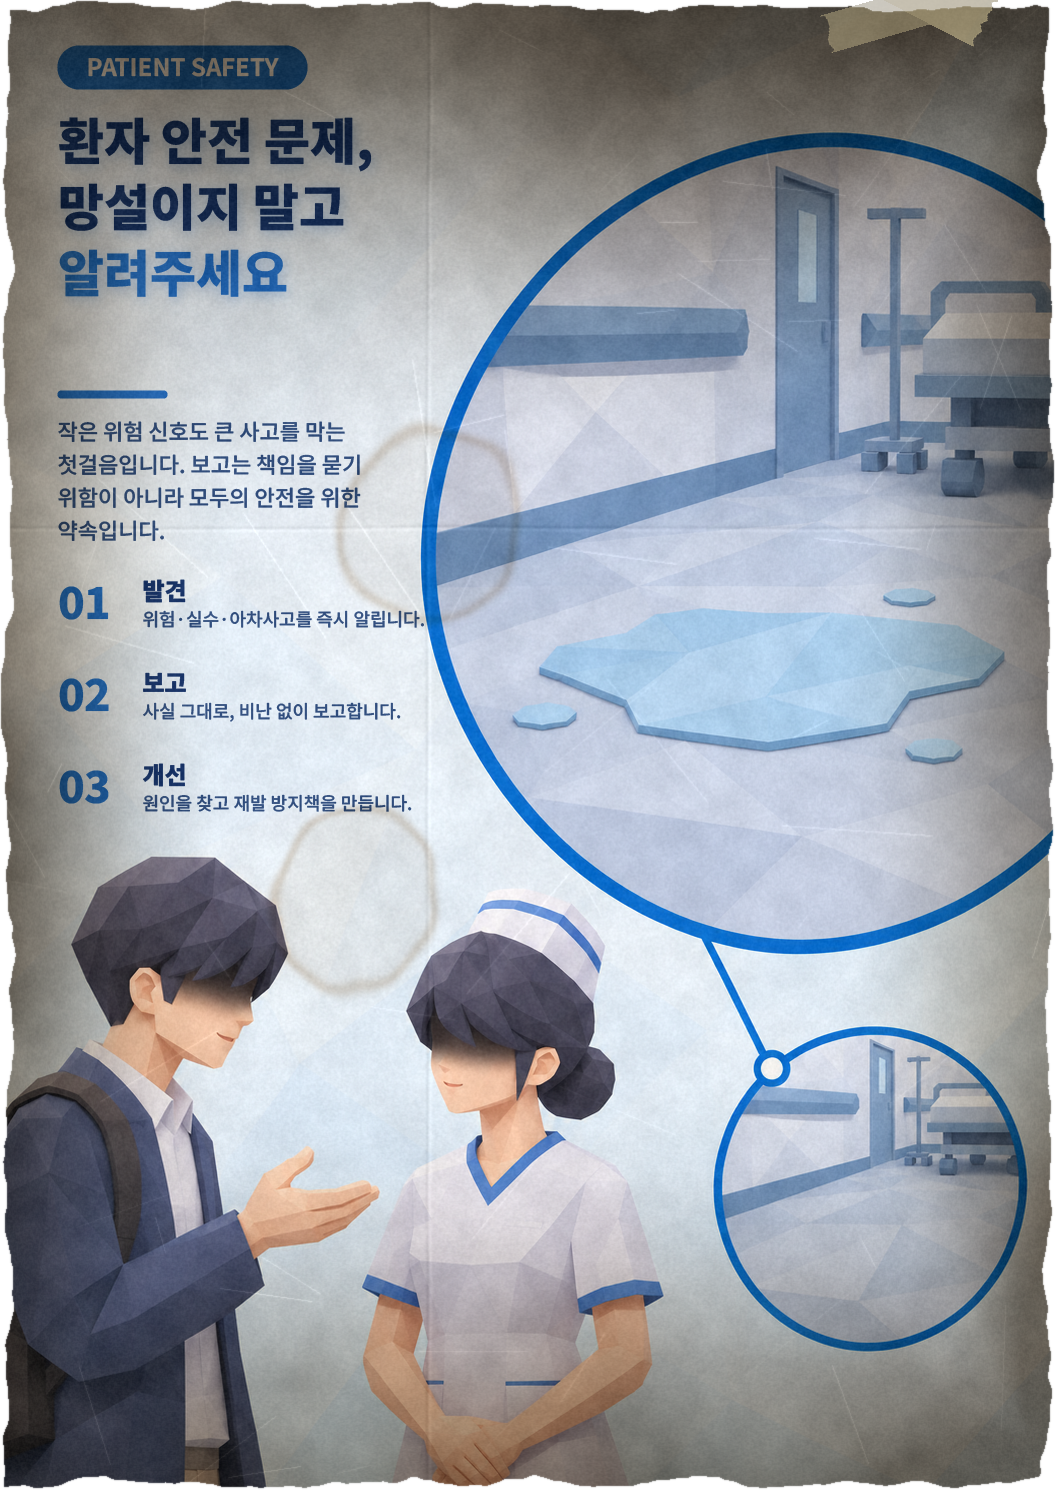 PATIENT SAFETY
환자 안전 문제,
망설이지 말고
알려주세요
작은 위험 신호도 큰 사고를 막는
첫걸음입니다. 보고는 책임을 묻기
위함이 아니라 모두의 안전을 위한
약속입니다.
01 발견
위험·실수·아차사고를 즉시 알립니다.
02 보고
사실 그대로, 비난 없이 보고합니다.
03 개선
원인을 찾고 재발 방지책을 만듭니다.